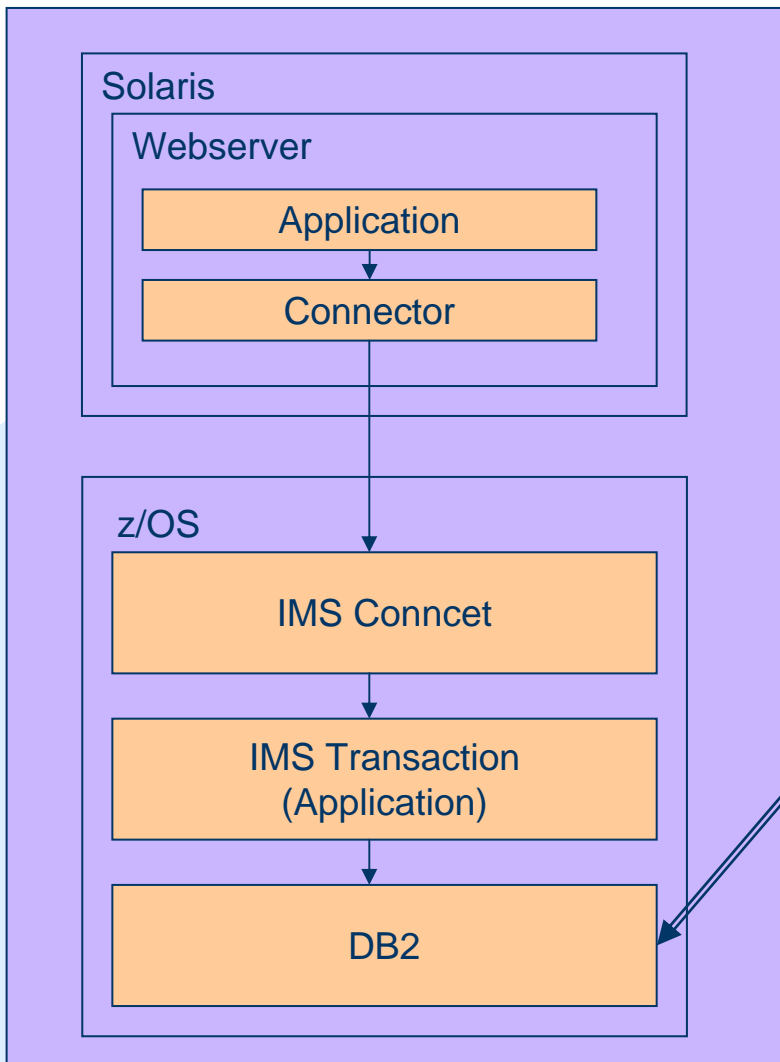 Solaris
Webserver
Application
Connector
z/OS
IMS Conncet
IMS Transaction
(Application)
DB2